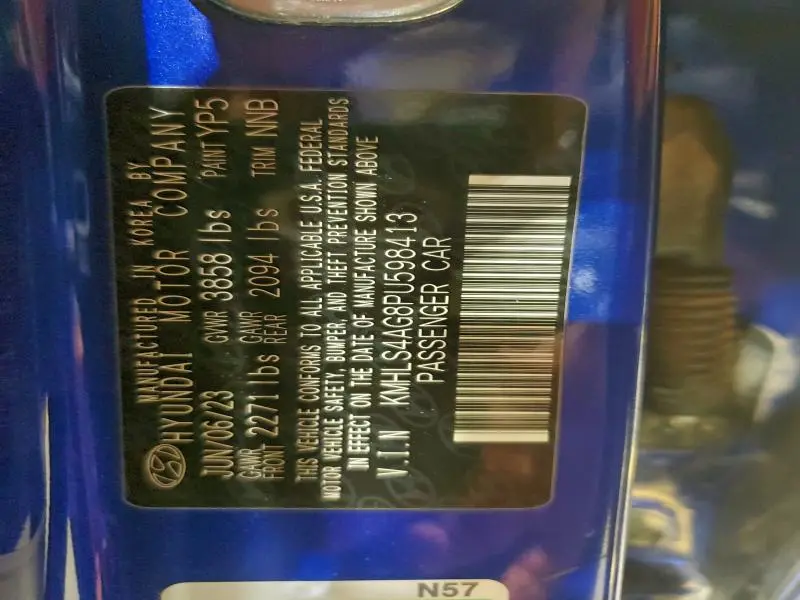 MANUFACTURED IN KOREA BY
HYUNDAI MOTOR COMPANY
JUN/06/23 GVWR 3858 lbs PAINT YP5
GAWR FRONT 2271 lbs GAWR REAR 2094 lbs TRIM NNB
THIS VEHICLE CONFORMS TO ALL APPLICABLE U.S.A. FEDERAL
MOTOR VEHICLE SAFETY, BUMPER, AND THEFT PREVENTION STANDARDS
IN EFFECT ON THE DATE OF MANUFACTURE SHOWN ABOVE
V.I.N KMHLS4AG8PU598413
PASSENGER CAR
N57